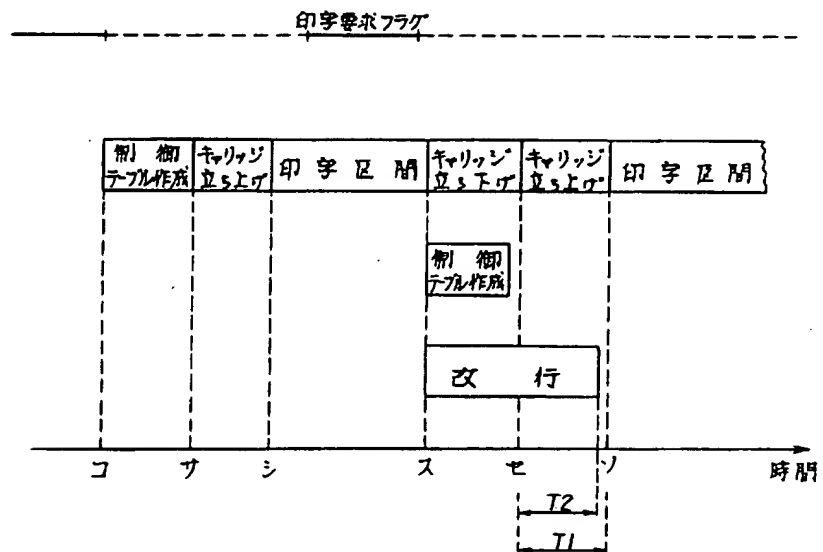 印字要求フラグ
制御
テーブル作成
キャリッジ
立ち上げ
印字区間
キャリッジ
立ち下げ
キャリッジ
立ち上げ
印字区間
制御
テーブル作成
改行
コ サ シ ス セ ソ 時間
T2
T1